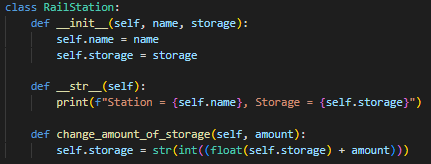 class RailStation:
    def __init__(self, name, storage):
        self.name = name
        self.storage = storage
    def __str__(self):
        print(f"Station = {self.name}, Storage = {self.storage}")
    def change_amount_of_storage(self, amount):
        self.storage = str(int((float(self.storage) + amount)))